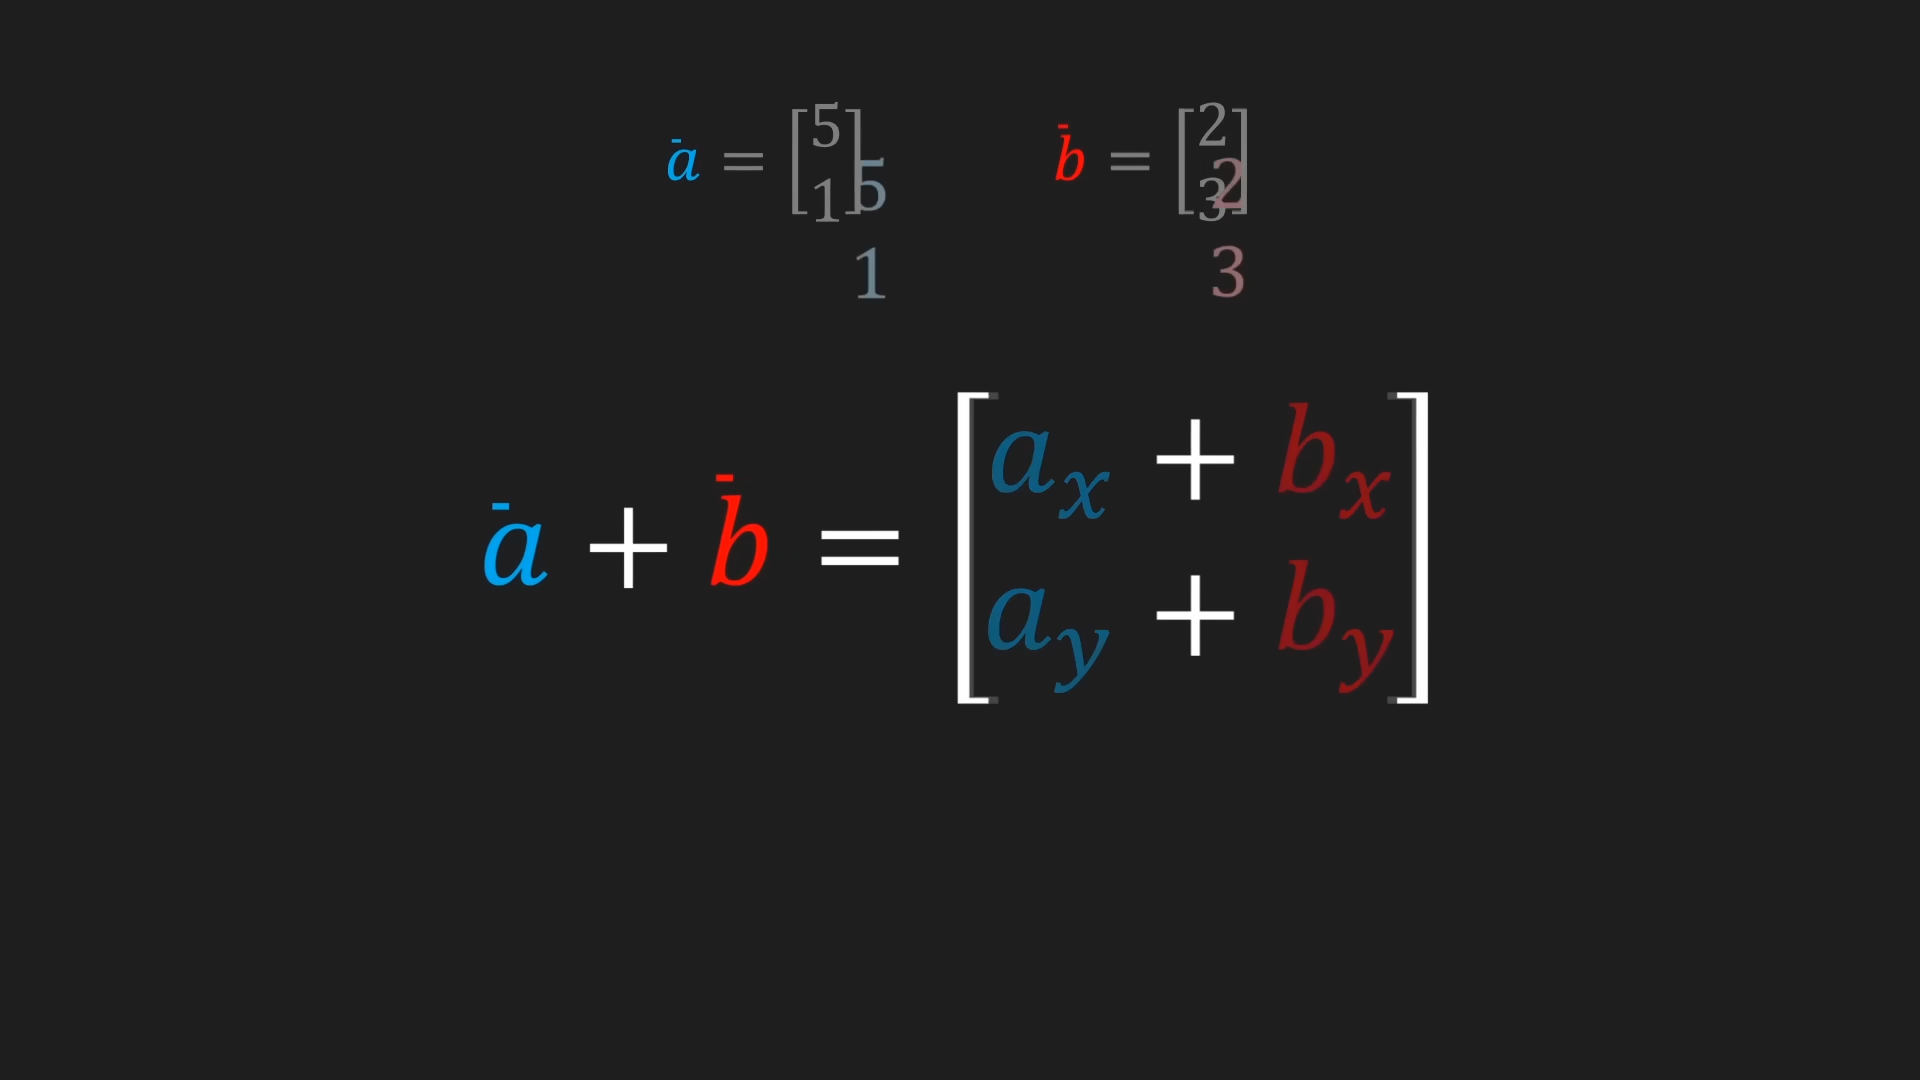 ā = [5 1] b̄ = [2 3]
5 2
1 3
ā + b̄ = [aₓ + bₓ
a_y + b_y]